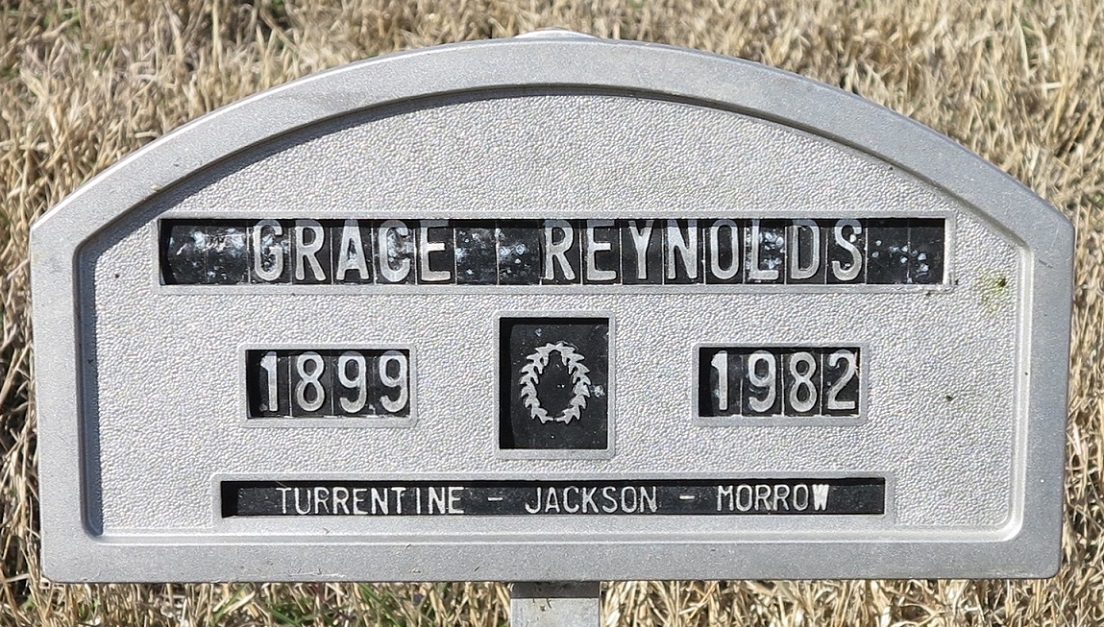 GRACE REYNOLDS
1899 1982
TURRENTINE - JACKSON - MORROW